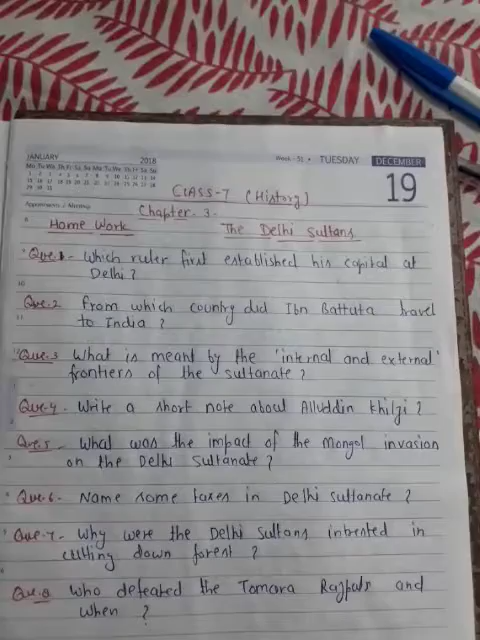 JANUARY 2018
Week - 51 • TUESDAY DECEMBER
19
CLASS-7 (History)
Appointments / Meetings
Chapter. 3-
Home Work The Delhi Sultans
Que.1- Which ruler first established his capital at
Delhi?
Que.2 From which country did Ibn Battuta travel
to India ?
Que.3 What is meant by the 'internal and external'
frontiers of the sultanate ?
Que.4- Write a short note about Alluddin Khilji ?
Que.5- What was the impact of the Mongol invasion
on the Delhi Sultanate ?
Que.6- Name some taxes in Delhi sultanate ?
Que.7- Why were the Delhi Sultans intrested in
cutting down forest ?
Que.8 Who defeated the Tomara Rajputs and
when ?